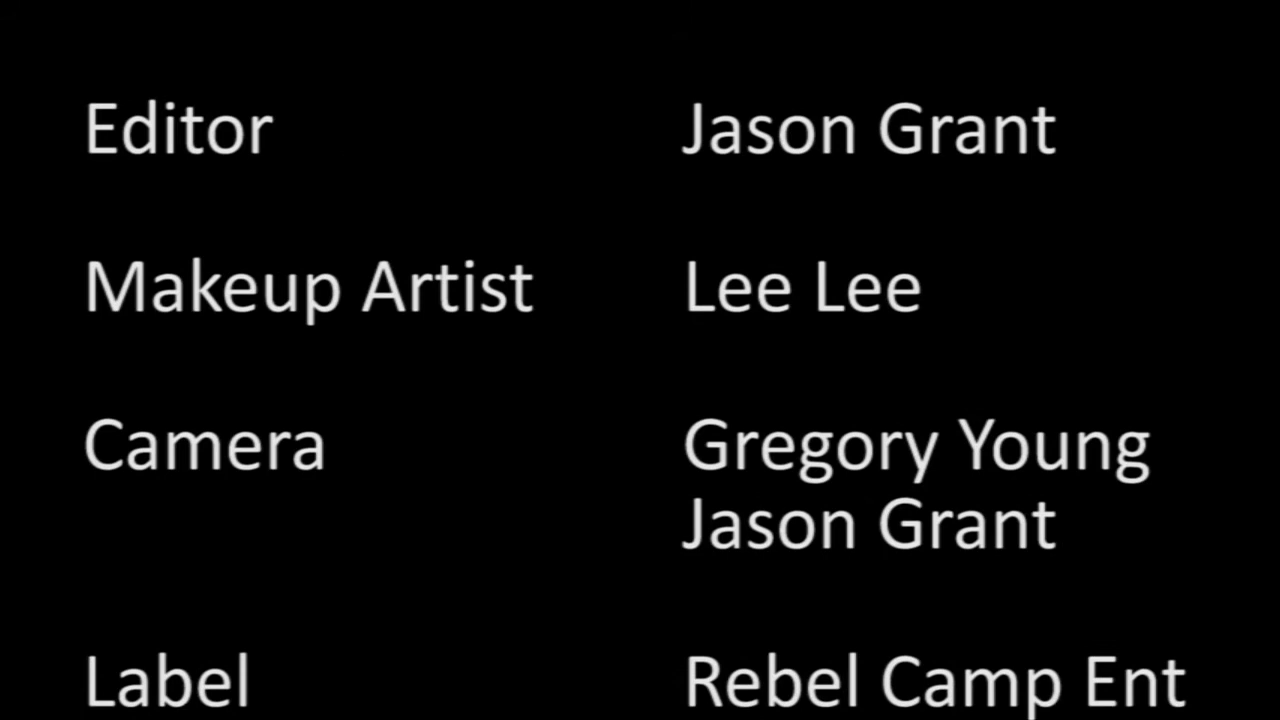 Editor Jason Grant
Makeup Artist Lee Lee
Camera Gregory Young
Jason Grant
Label Rebel Camp Ent